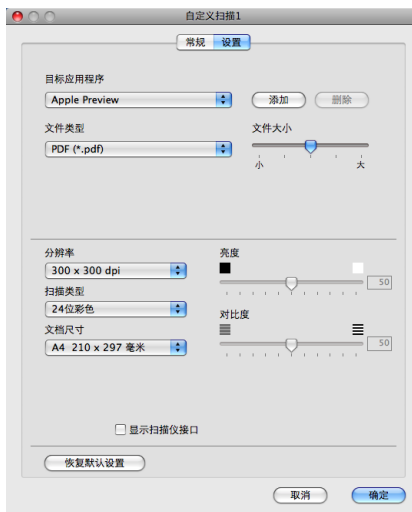 自定义扫描1
常规 设置
目标应用程序
Apple Preview 添加 删除
文件类型 文件大小
PDF (*.pdf)
小 大
分辨率 亮度
300 x 300 dpi
50
扫描类型
24位彩色 对比度
文档尺寸
A4 210 x 297 毫米 50
显示扫描仪接口
恢复默认设置
取消 确定